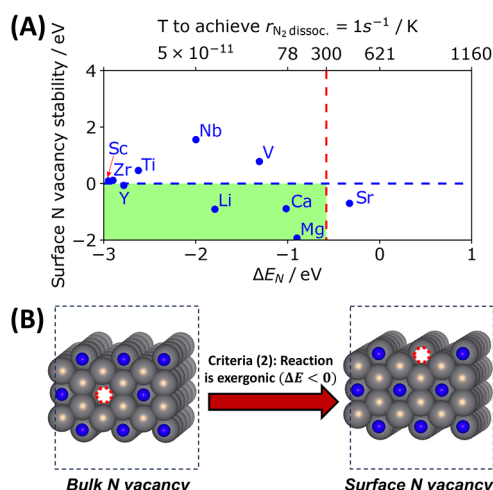 (A)
T to achieve r_{N_2 dissoc.} = 1s^{-1} / K
5 × 10^{-11} 78 300 621 1160
Surface N vacancy stability / eV
4
2
0
−2
Sc
Zr
Ti
Y
Nb
V
Li
Ca
Mg
Sr
−3 −2 −1 0 1
ΔE_N / eV
(B)
Criteria (2): Reaction
is exergonic (ΔE < 0)
Bulk N vacancy
Surface N vacancy